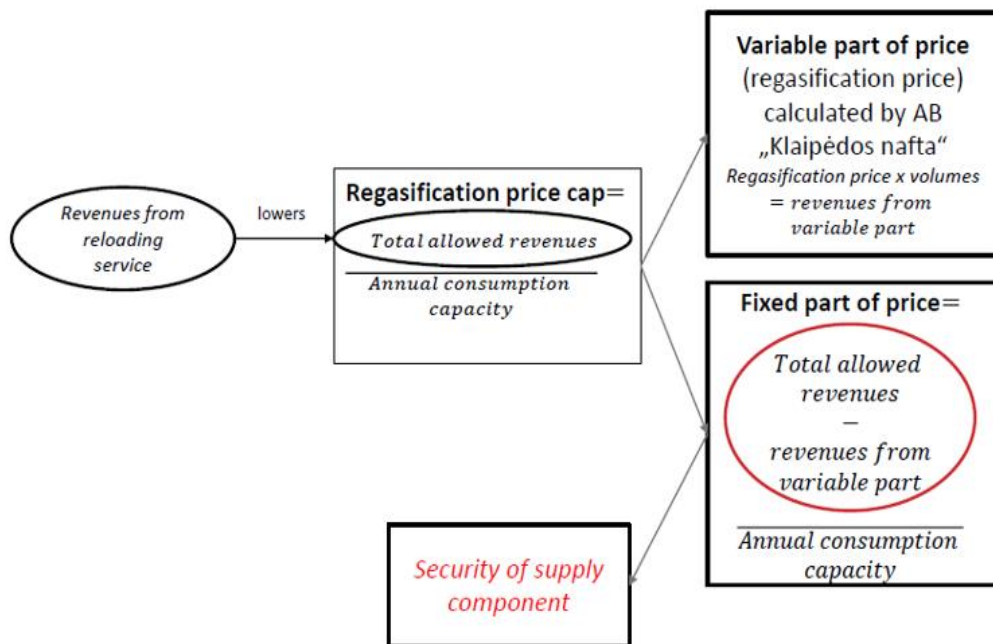 Revenues from
reloading
service
lowers
Regasification price cap=
Total allowed revenues
Annual consumption
capacity
Variable part of price
(regasification price)
calculated by AB
„Klaipėdos nafta“
Regasification price x volumes
= revenues from
variable part
Fixed part of price=
Total allowed
revenues
−
revenues from
variable part
Annual consumption
capacity
Security of supply
component